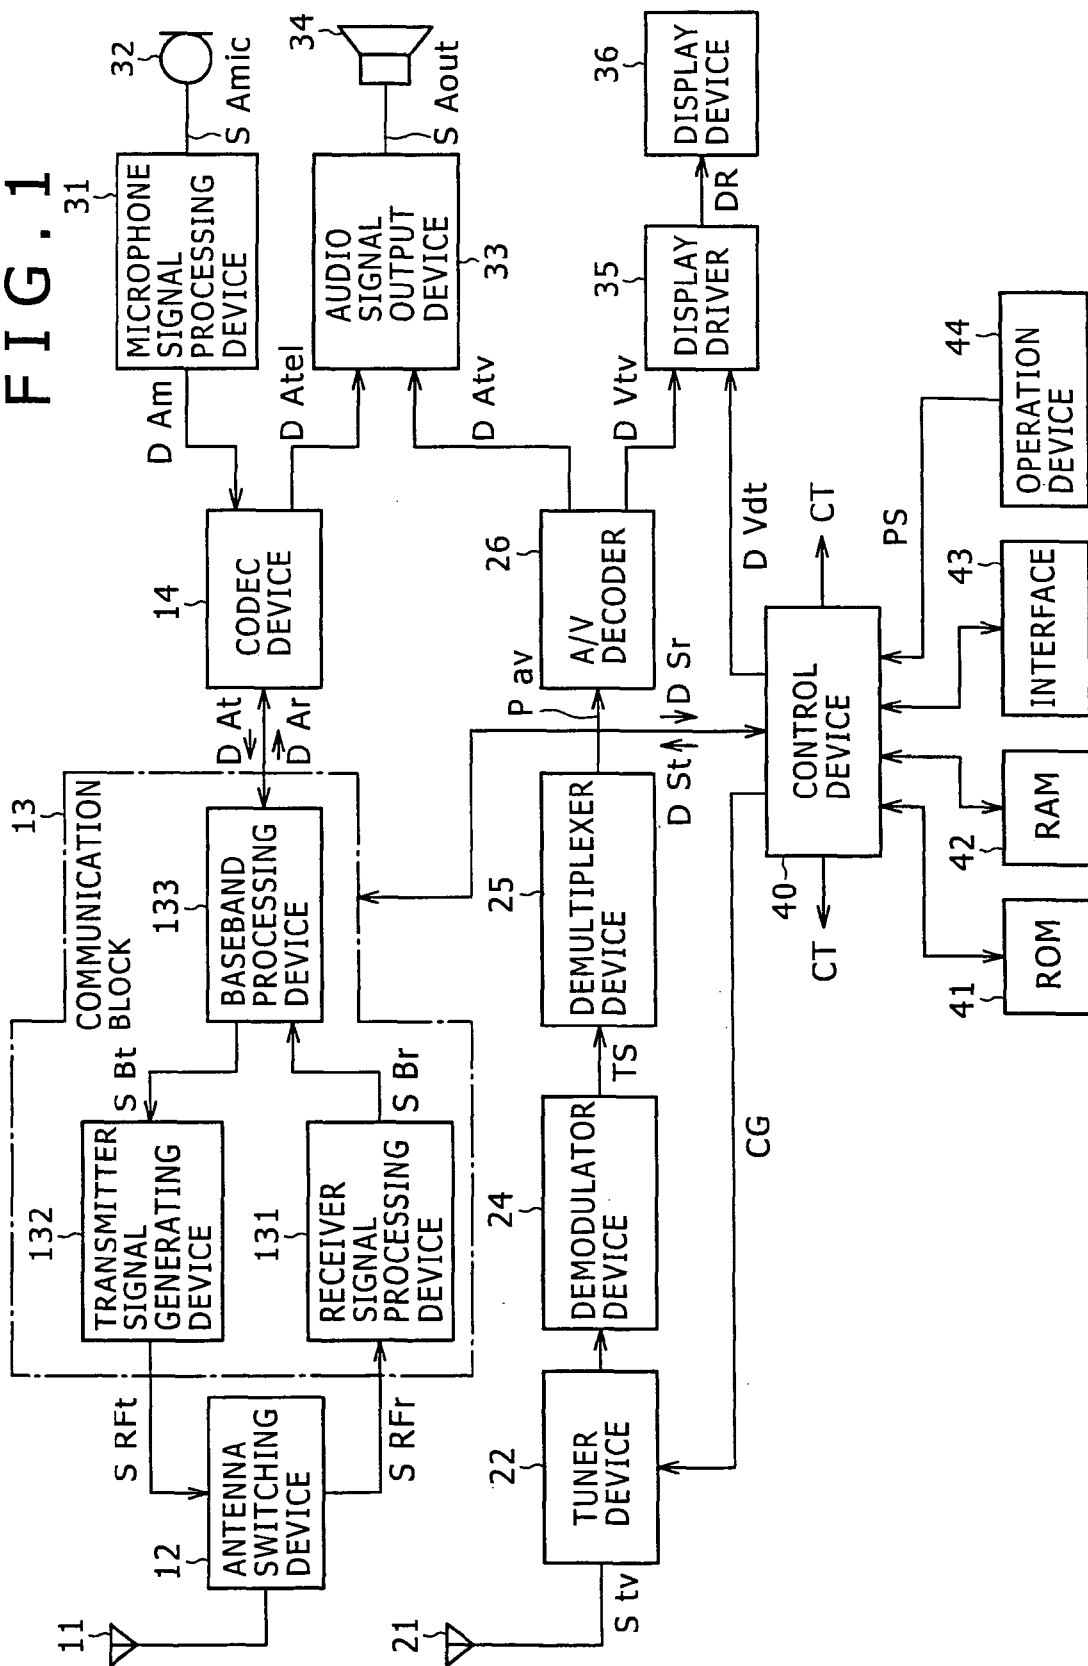 FIG. 1
11
12
ANTENNA
SWITCHING
DEVICE
S RFt
S RFr
13
COMMUNICATION
BLOCK
132
TRANSMITTER
SIGNAL
GENERATING
DEVICE
131
RECEIVER
SIGNAL
PROCESSING
DEVICE
S Bt
S Br
133
BASEBAND
PROCESSING
DEVICE
D At
D Ar
14
CODEC
DEVICE
D Am
D Atel
31
MICROPHONE
SIGNAL
PROCESSING
DEVICE
S Amic
32
AUDIO
SIGNAL
OUTPUT
DEVICE
33
S Aout
34
21
S tv
22
TUNER
DEVICE
24
DEMODULATOR
DEVICE
TS
25
DEMULTIPLEXER
DEVICE
P av
26
A/V
DECODER
D Atv
D Vtv
35
DISPLAY
DRIVER
DR
36
DISPLAY
DEVICE
CG
D St
D Sr
D Vdt
40
CONTROL
DEVICE
CT
CT
PS
41
ROM
42
RAM
43
INTERFACE
44
OPERATION
DEVICE